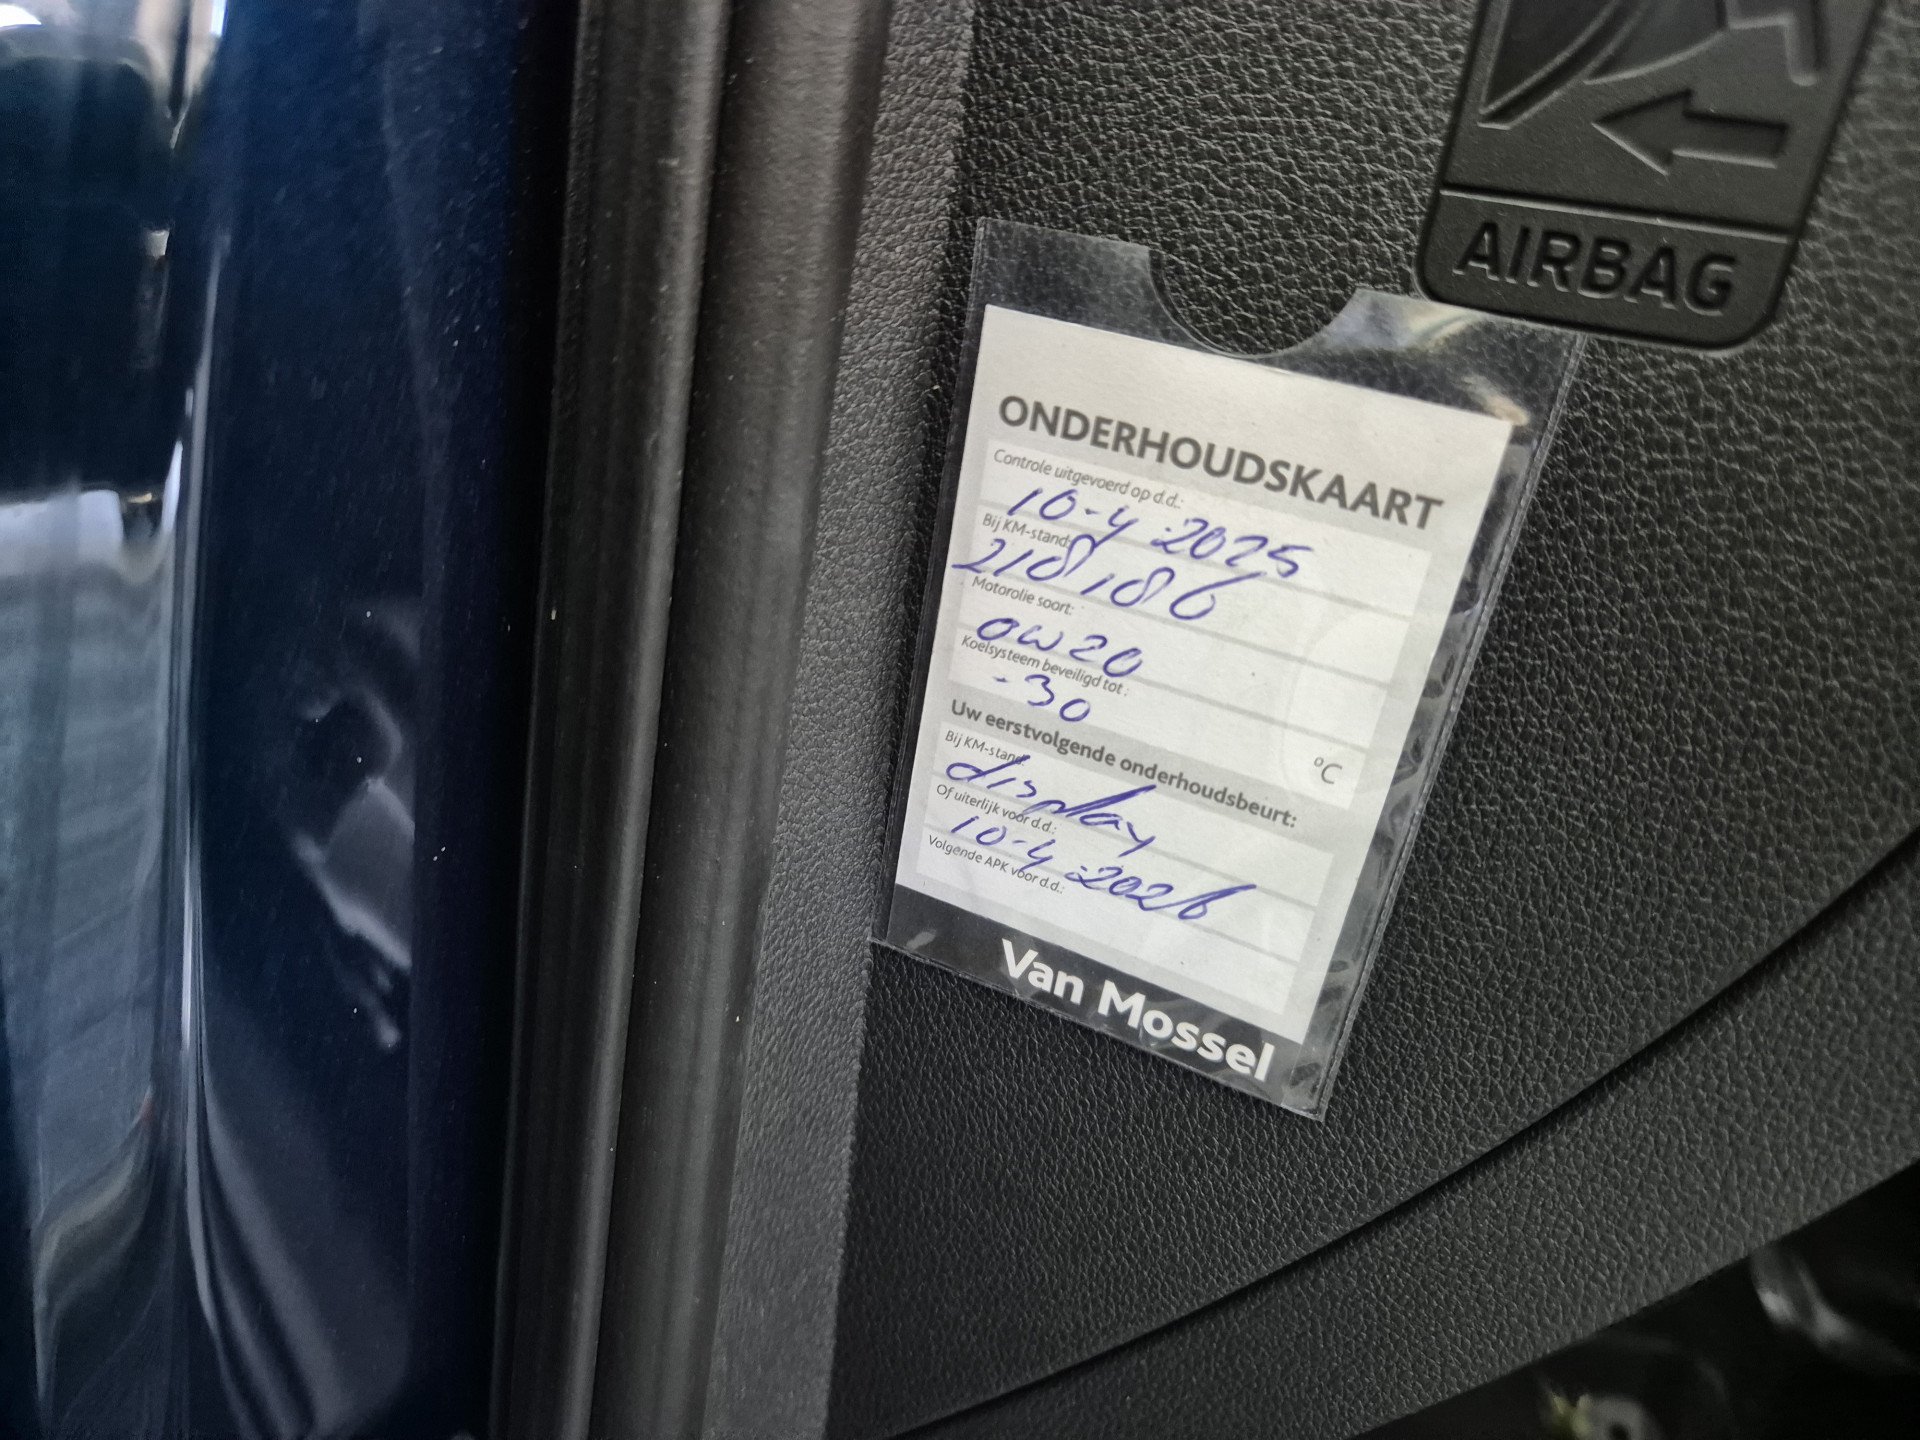 AIRBAG
ONDERHOUDSKAART
Controle uitgevoerd op d.d.:
10-4-2025
Bij KM-stand:
218186
Motorolie soort:
0W20
Koelsysteem beveiligd tot:
-30 °C
Uw eerstvolgende onderhoudsbeurt:
Bij KM-stand:
display
Of uiterlijk voor d.d.:
10-4-2026
Volgende APK voor d.d.:
Van Mossel